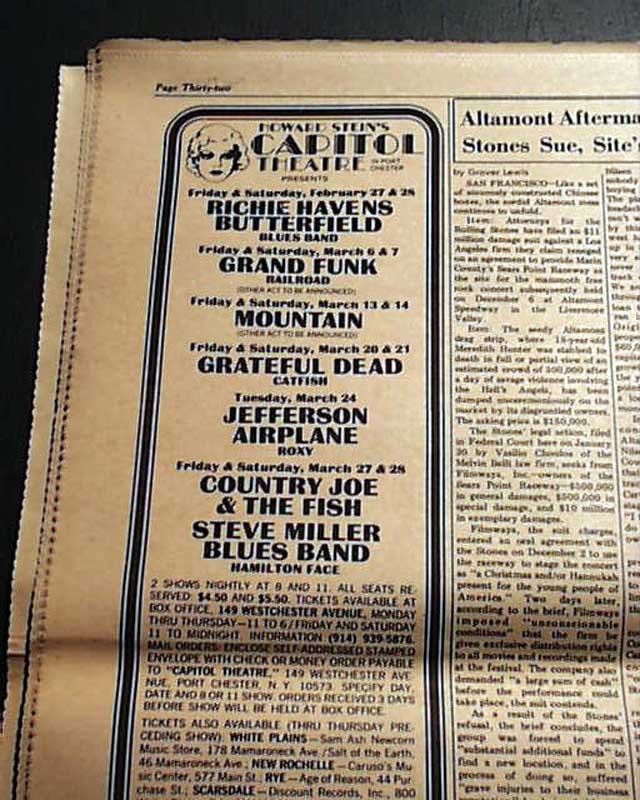 Page Thirty-two
HOWARD STEIN'S
CAPITOL
THEATRE IN PORT
CHESTER
PRESENTS
Friday & Saturday, February 27 & 28
RICHIE HAVENS
BUTTERFIELD
BLUES BAND
Friday & Saturday, March 6 & 7
GRAND FUNK
RAILROAD
(OTHER ACT TO BE ANNOUNCED)
Friday & Saturday, March 13 & 14
MOUNTAIN
(OTHER ACT TO BE ANNOUNCED)
Friday & Saturday, March 20 & 21
GRATEFUL DEAD
CATFISH
Tuesday, March 24
JEFFERSON
AIRPLANE
ROXY
Friday & Saturday, March 27 & 28
COUNTRY JOE
& THE FISH
STEVE MILLER
BLUES BAND
HAMILTON FACE
2 SHOWS NIGHTLY AT 8 AND 11. ALL SEATS RE
SERVED: $4.50 AND $5.50. TICKETS AVAILABLE AT
BOX OFFICE, 149 WESTCHESTER AVENUE, MONDAY
THRU THURSDAY—11 TO 6/FRIDAY AND SATURDAY
11 TO MIDNIGHT. INFORMATION (914) 939-5876.
MAIL ORDERS: ENCLOSE SELF-ADDRESSED STAMPED
ENVELOPE WITH CHECK OR MONEY ORDER PAYABLE
TO "CAPITOL THEATRE," 149 WESTCHESTER AVE
NUE, PORT CHESTER, N.Y. 10573. SPECIFY DAY,
DATE AND 8 OR 11 SHOW. ORDERS RECEIVED 3 DAYS
BEFORE SHOW WILL BE HELD AT BOX OFFICE.
TICKETS ALSO AVAILABLE (THRU THURSDAY PRE
CEDING SHOW): WHITE PLAINS—Sam Ash Newcorn
Music Store, 178 Mamaroneck Ave./Salt of the Earth,
46 Mamaroneck Ave.; NEW ROCHELLE—Caruso's Mu
sic Center, 577 Main St.; RYE—Age of Reason, 44 Pur
chase St.; SCARSDALE—Discount Records, Inc., 800
Altamont Afterma
Stones Sue, Site's
by Grover Lewis
SAN FRANCISCO—Like a set
of sinuously constructed Chinese
boxes, the sordid Altamont mess
continues to unfold.
Item: Attorneys for the
Rolling Stones have filed an $11
million damage suit against a Los
Angeles firm they claim reneged
on an agreement to provide Marin
County's Sears Point Raceway as
the site for the mammoth free
rock concert subsequently held
on December 6 at Altamont
Speedway in the Livermore
Valley.
Item: The seedy Altamont
drag strip, where 18-year-old
Meredith Hunter was stabbed to
death in full or partial view of an
estimated crowd of 300,000 after
a day of savage violence involving
the Hell's Angels, has been
dumped unceremoniously on the
market by its disgruntled owners.
The asking price is $150,000.
The Stones' legal action, filed
in Federal Court here on January
20 by Vasilio Choulos of the
Melvin Belli law firm, seeks from
Filmways, Inc.—owners of the
Sears Point Raceway—$500,000
in general damages, $500,000 in
special damage, and $10 million
in exemplary damages.
Filmways, the suit charges,
entered an oral agreement with
the Stones on December 2 to use
the raceway to stage the concert
as "a Christmas and/or Hannukah
present for the young people of
America." Two days later,
according to the brief, Filmways
imposed "unconscionable
conditions" that the firm be
given exclusive distribution rights
to all movies and recordings made
at the festival. The company also
demanded "a large sum of cash"
before the performance could
take place, the suit contends.
As a result of the Stones'
refusal, the brief concludes, the
group was forced to spend
"substantial additional funds" to
find a new location, and in the
process of doing so, suffered
"grave injuries to their business